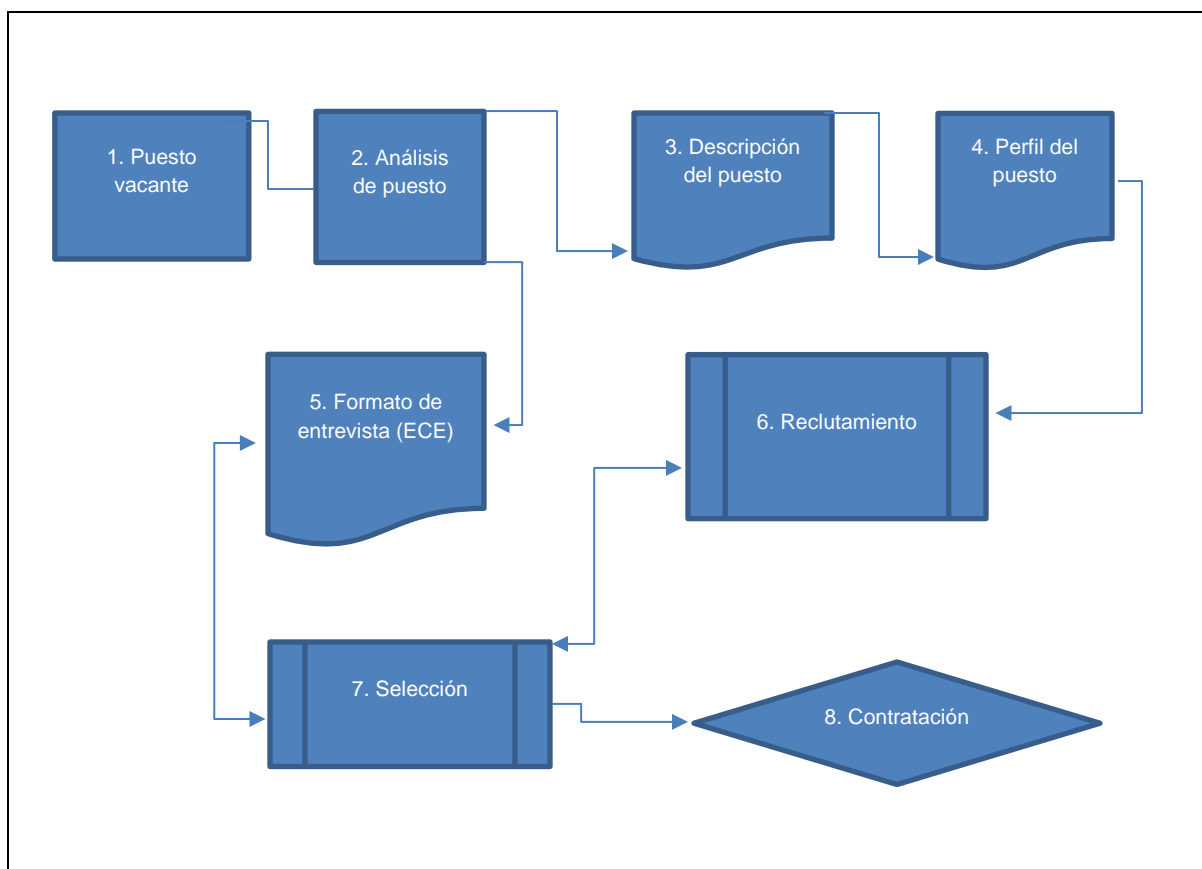 1. Puesto
vacante
2. Análisis
de puesto
3. Descripción
del puesto
4. Perfil del
puesto
5. Formato de
entrevista (ECE)
6. Reclutamiento
7. Selección
8. Contratación